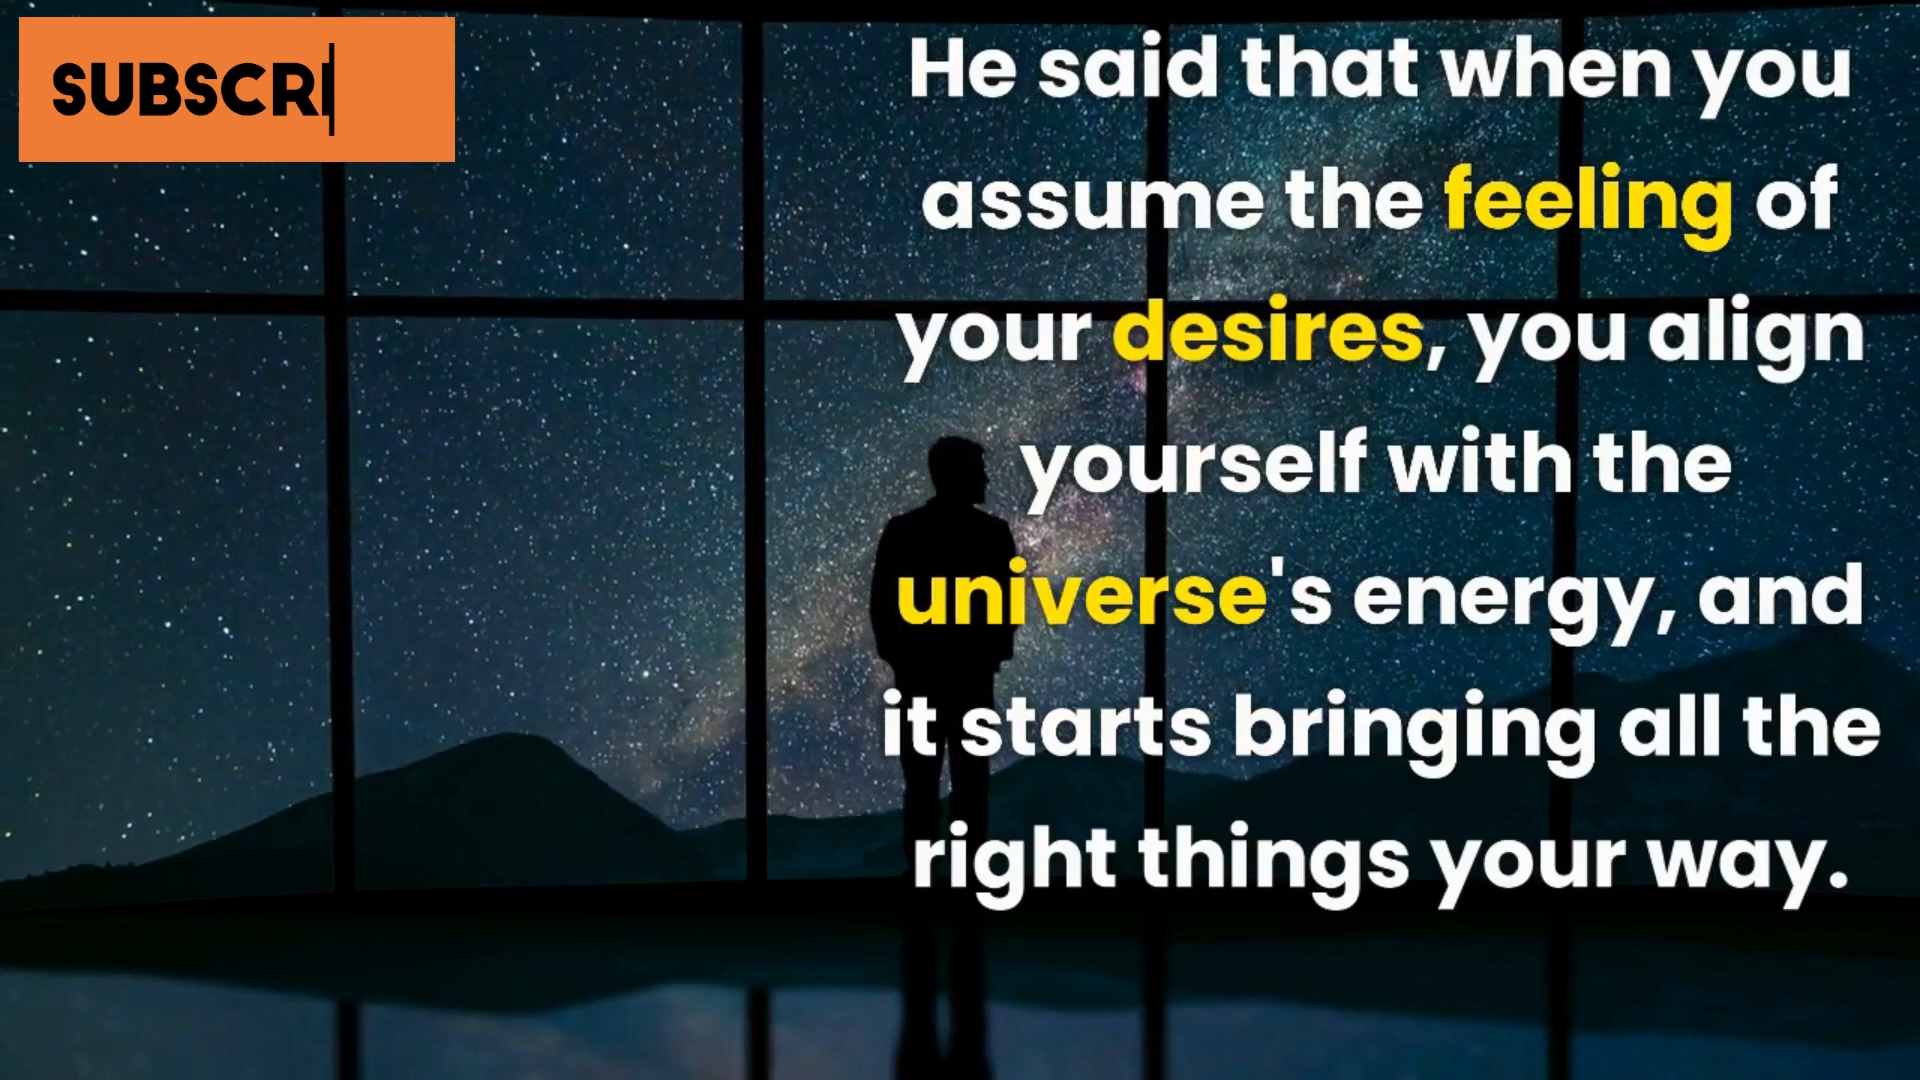 SUBSCRI
He said that when you
assume the feeling of
your desires, you align
yourself with the
universe's energy, and
it starts bringing all the
right things your way.